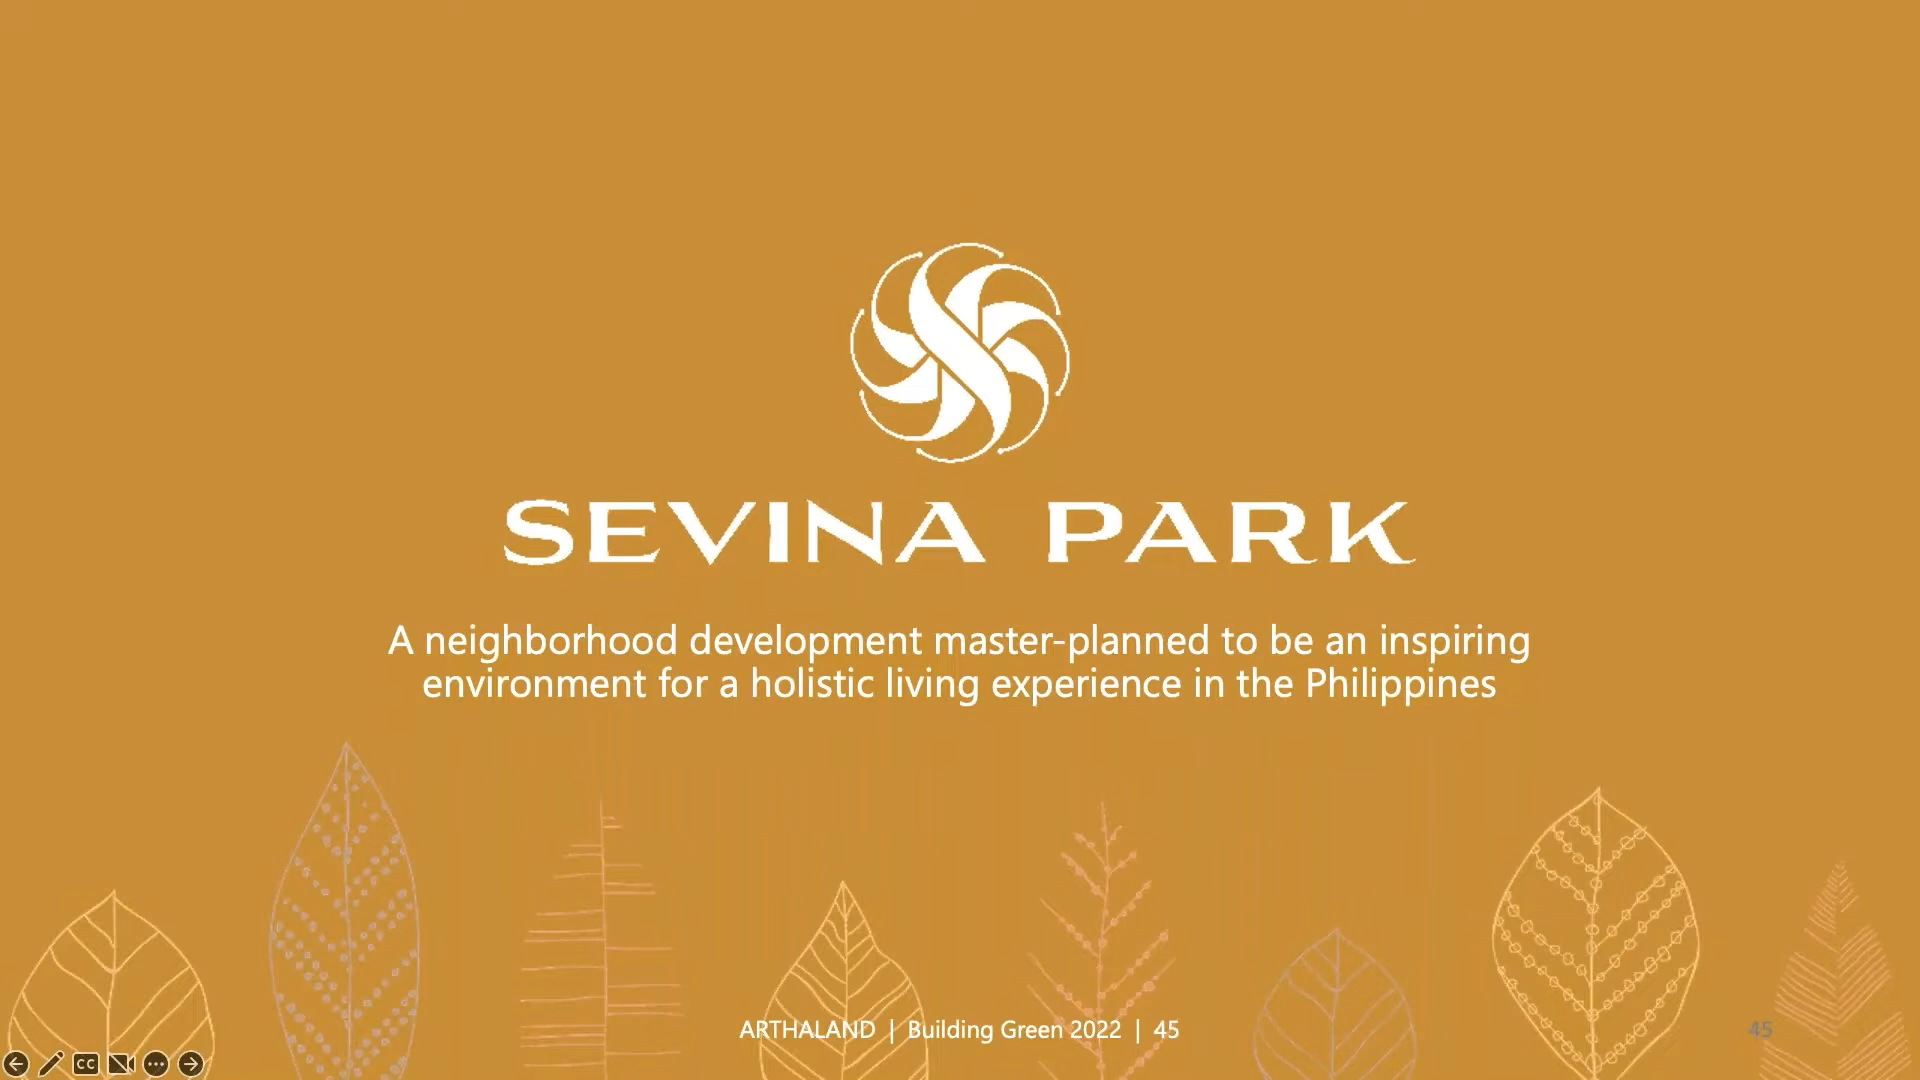 SEVINA PARK
A neighborhood development master-planned to be an inspiring
environment for a holistic living experience in the Philippines
ARTHALAND | Building Green 2022 | 45
45
CC